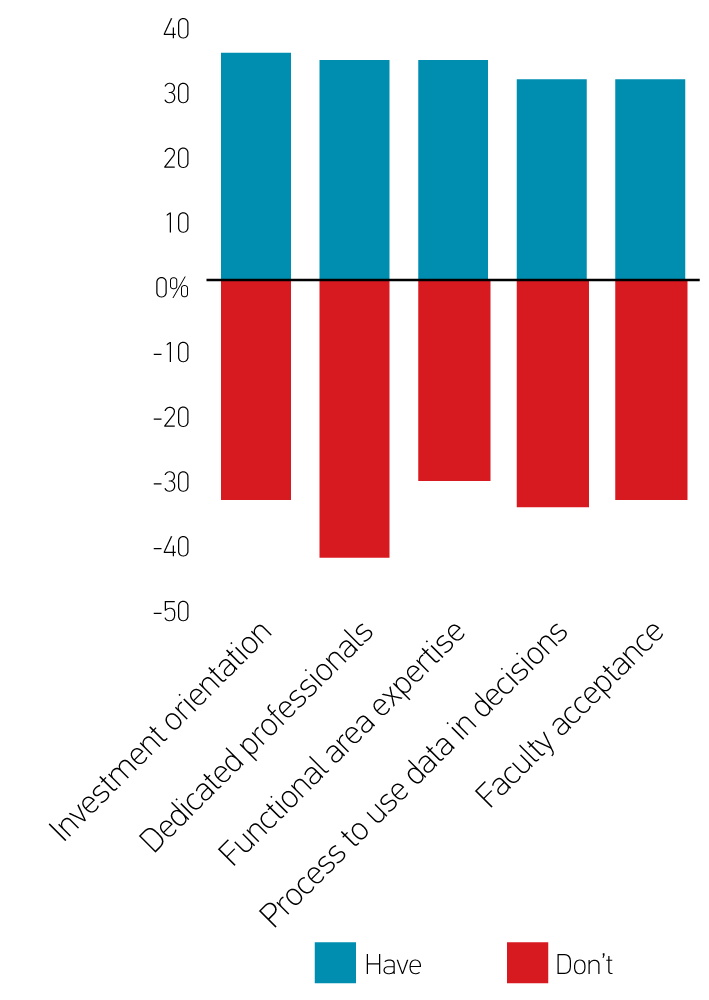 40
30
20
10
0%
-10
-20
-30
-40
-50
Investment orientation
Dedicated professionals
Functional area expertise
Process to use data in decisions
Faculty acceptance
Have
Don't